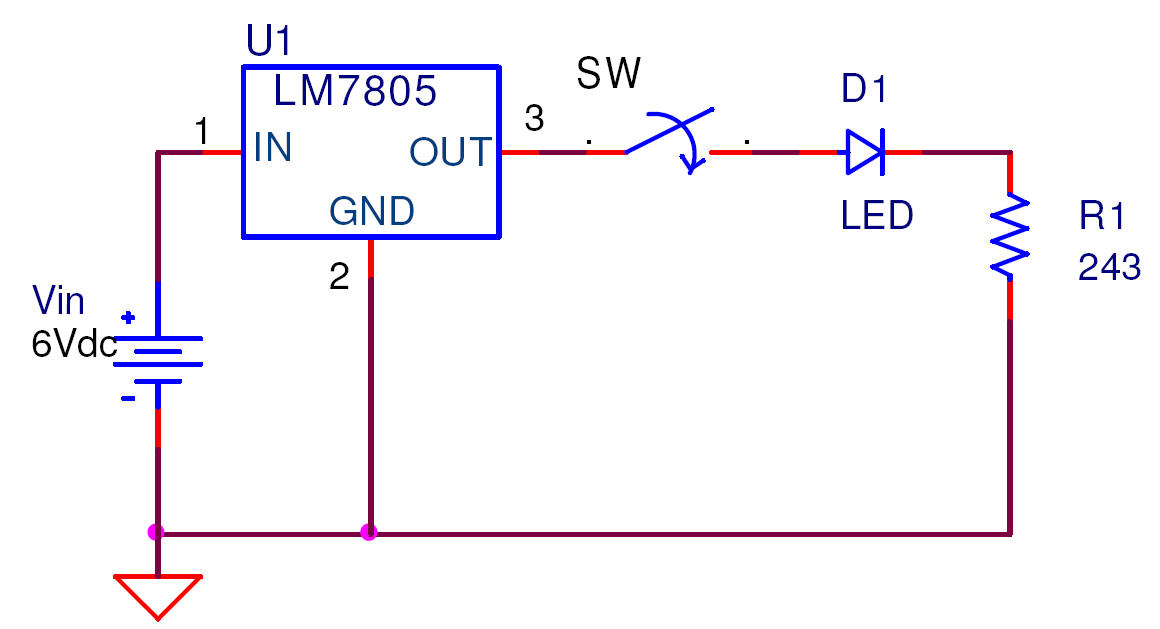 U1
LM7805
SW
D1
1
IN
OUT
3
GND
LED
R1
243
2
Vin
6Vdc
+
-